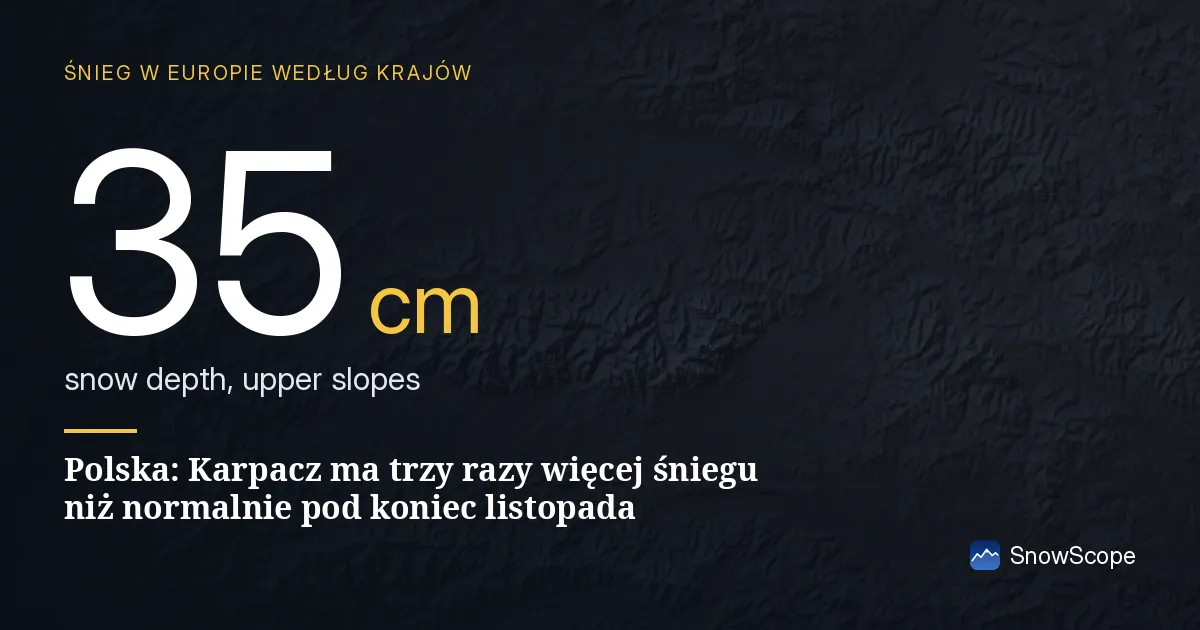 ŚNIEG W EUROPIE WEDŁUG KRAJÓW
35 cm
snow depth, upper slopes
Polska: Karpacz ma trzy razy więcej śniegu
niż normalnie pod koniec listopada
SnowScope